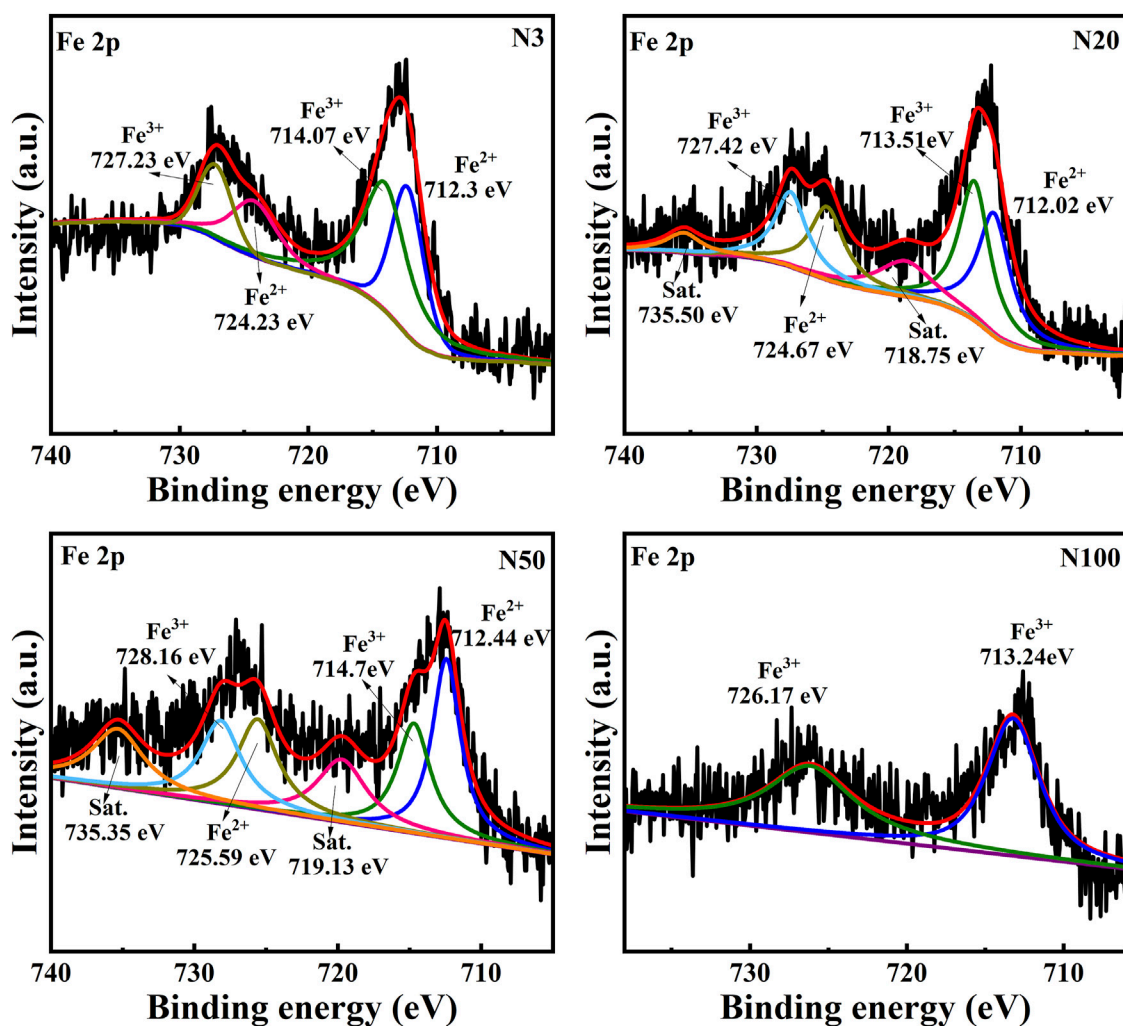 Fe 2p
N3
Fe³⁺
727.23 eV
Fe³⁺
714.07 eV
Fe²⁺
712.3 eV
Fe²⁺
724.23 eV
Intensity (a.u.)
740
730
720
710
Binding energy (eV)
Fe 2p
N20
Fe³⁺
727.42 eV
Fe³⁺
713.51eV
Fe²⁺
712.02 eV
Sat.
735.50 eV
Fe²⁺
724.67 eV
Sat.
718.75 eV
Intensity (a.u.)
740
730
720
710
Binding energy (eV)
Fe 2p
N50
Fe³⁺
728.16 eV
Fe³⁺
714.7eV
Fe²⁺
712.44 eV
Sat.
735.35 eV
Fe²⁺
725.59 eV
Sat.
719.13 eV
Intensity (a.u.)
740
730
720
710
Binding energy (eV)
Fe 2p
N100
Fe³⁺
726.17 eV
Fe³⁺
713.24eV
Intensity (a.u.)
730
720
710
Binding energy (eV)